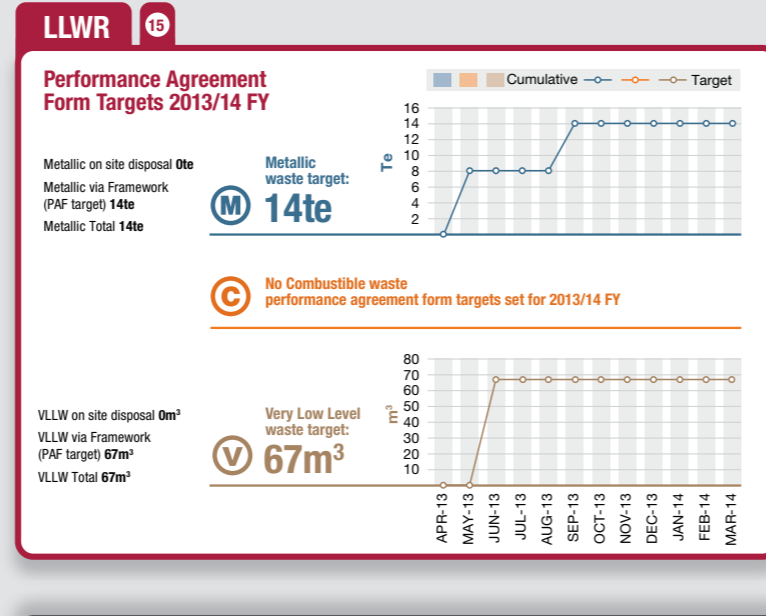 LLWR 15
Performance Agreement
Form Targets 2013/14 FY
Cumulative Target
Metallic on site disposal 0te
Metallic via Framework
(PAF target) 14te
Metallic Total 14te
M
Metallic
waste target:
14te
Te
16
14
12
10
8
6
4
2
C
No Combustible waste
performance agreement form targets set for 2013/14 FY
VLLW on site disposal 0m³
VLLW via Framework
(PAF target) 67m³
VLLW Total 67m³
V
Very Low Level
waste target:
67m³
m³
80
70
60
50
40
30
20
10
APR-13
MAY-13
JUN-13
JUL-13
AUG-13
SEP-13
OCT-13
NOV-13
DEC-13
JAN-14
FEB-14
MAR-14